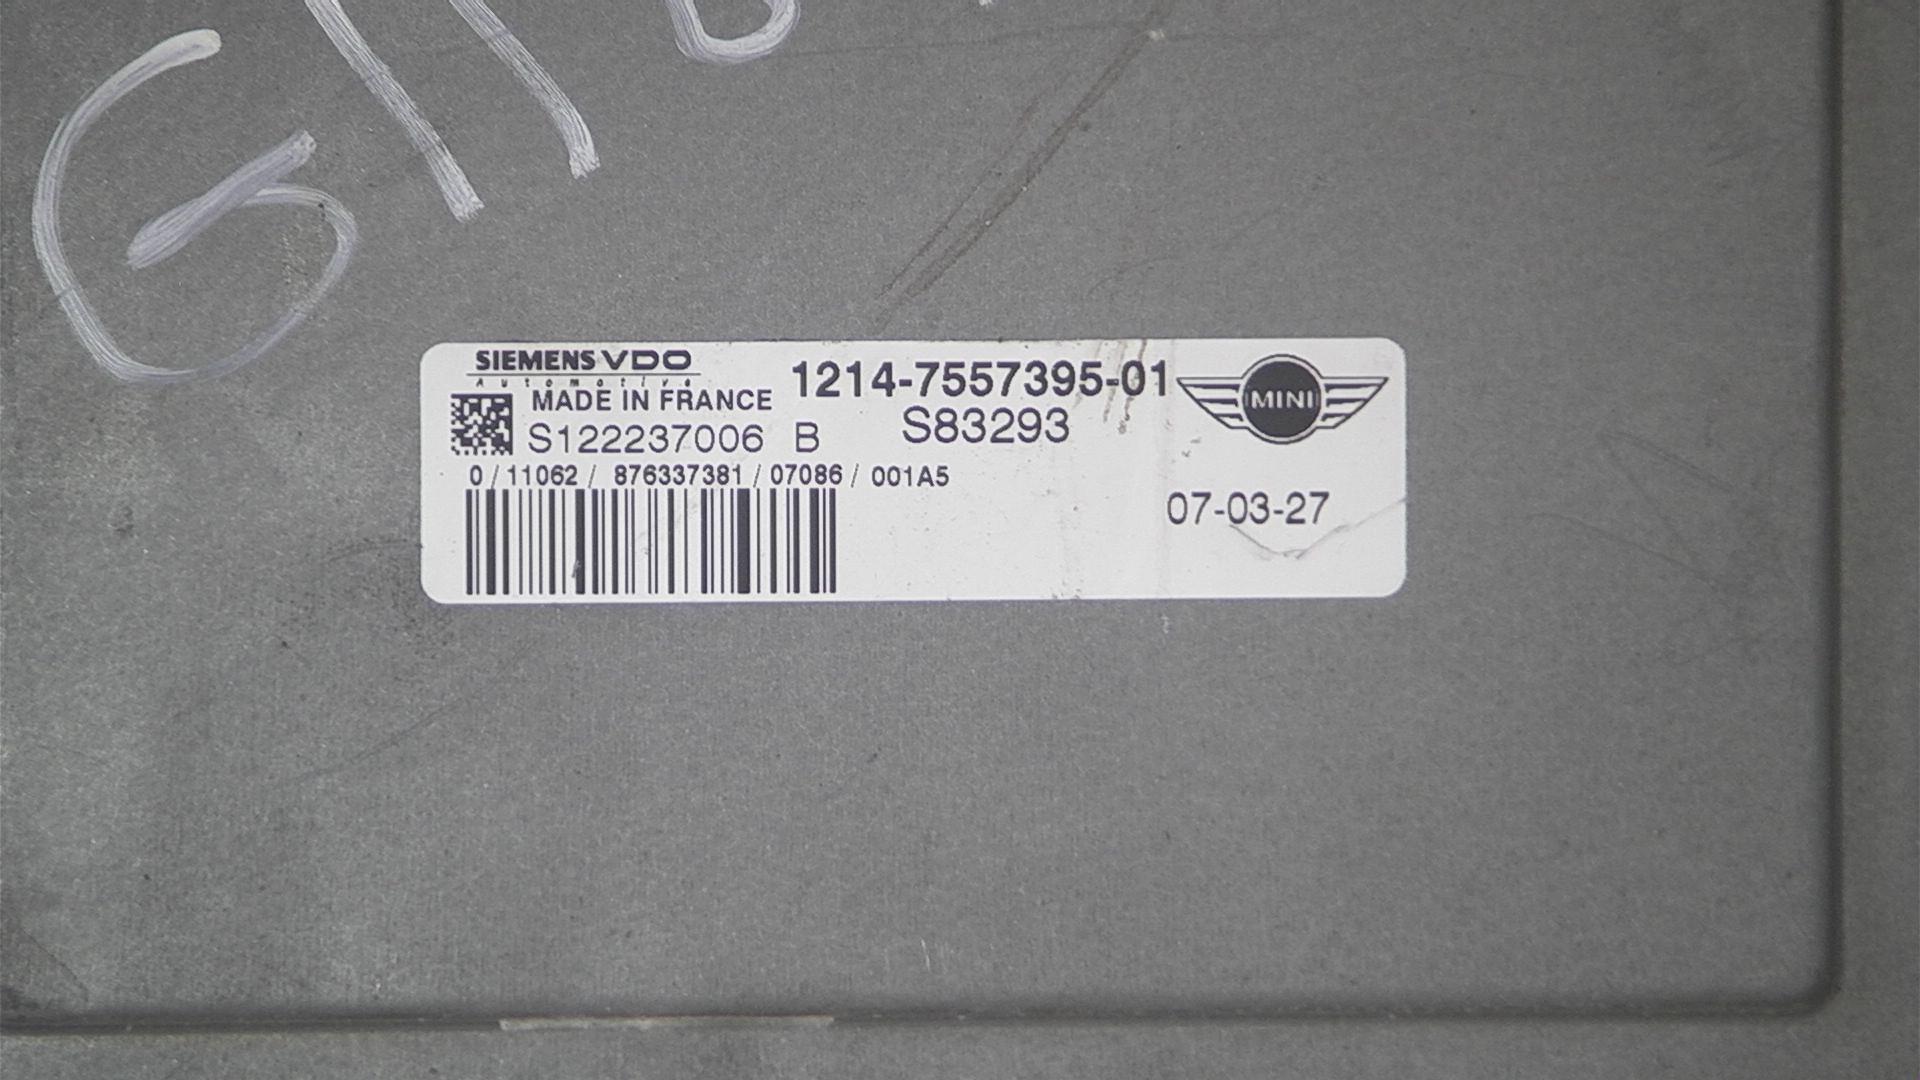 SIEMENS VDO
Automotive
MADE IN FRANCE
1214-7557395-01
MINI
S122237006 B
S83293
0/11062/ 876337381/07086/ 001A5
07-03-27